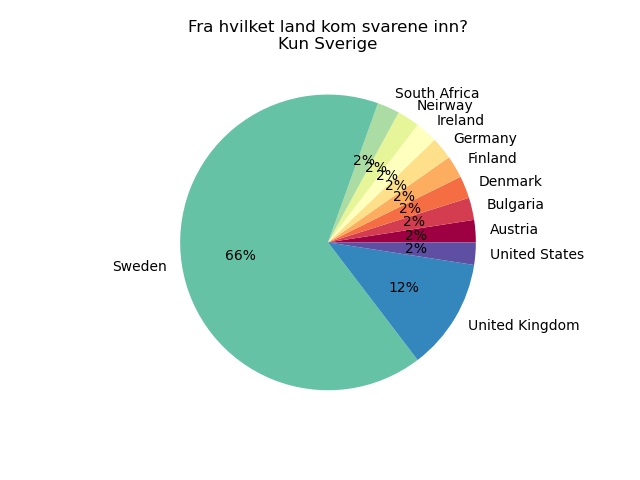 Fra hvilket land kom svarene inn?
Kun Sverige
South Africa
Neirway
Ireland
Germany
Finland
Denmark
Bulgaria
Austria
United States
United Kingdom
Sweden
2%
2%
2%
2%
2%
2%
2%
2%
2%
12%
66%